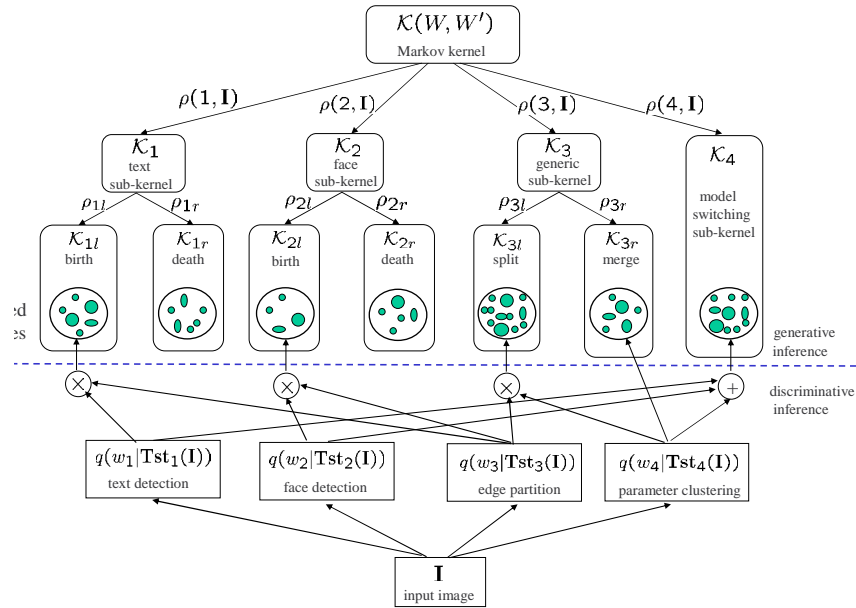 𝒦(W, W′)
Markov kernel
ρ(1, I)
ρ(2, I)
ρ(3, I)
ρ(4, I)
𝒦₁
text
sub-kernel
𝒦₂
face
sub-kernel
𝒦₃
generic
sub-kernel
𝒦₄
model
switching
sub-kernel
ρ₁ₗ
ρ₁ᵣ
ρ₂ₗ
ρ₂ᵣ
ρ₃ₗ
ρ₃ᵣ
𝒦₁ₗ
birth
𝒦₁ᵣ
death
𝒦₂ₗ
birth
𝒦₂ᵣ
death
𝒦₃ₗ
split
𝒦₃ᵣ
merge
ed
es
generative
inference
×
×
×
+
discriminative
inference
q(w₁|Tst₁(I))
text detection
q(w₂|Tst₂(I))
face detection
q(w₃|Tst₃(I))
edge partition
q(w₄|Tst₄(I))
parameter clustering
I
input image